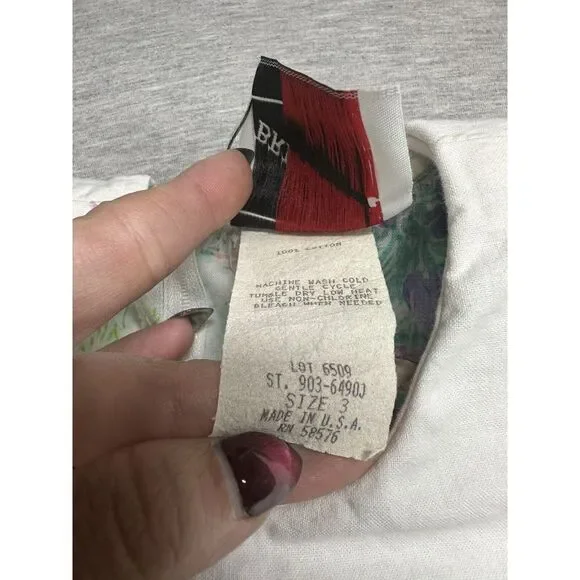 100% COTTON
MACHINE WASH COLD
GENTLE CYCLE
TUMBLE DRY LOW HEAT
USE NON-CHLORINE
BLEACH WHEN NEEDED
LOT 6509
ST. 903-6490J
SIZE 3
MADE IN U.S.A.
RN 58576